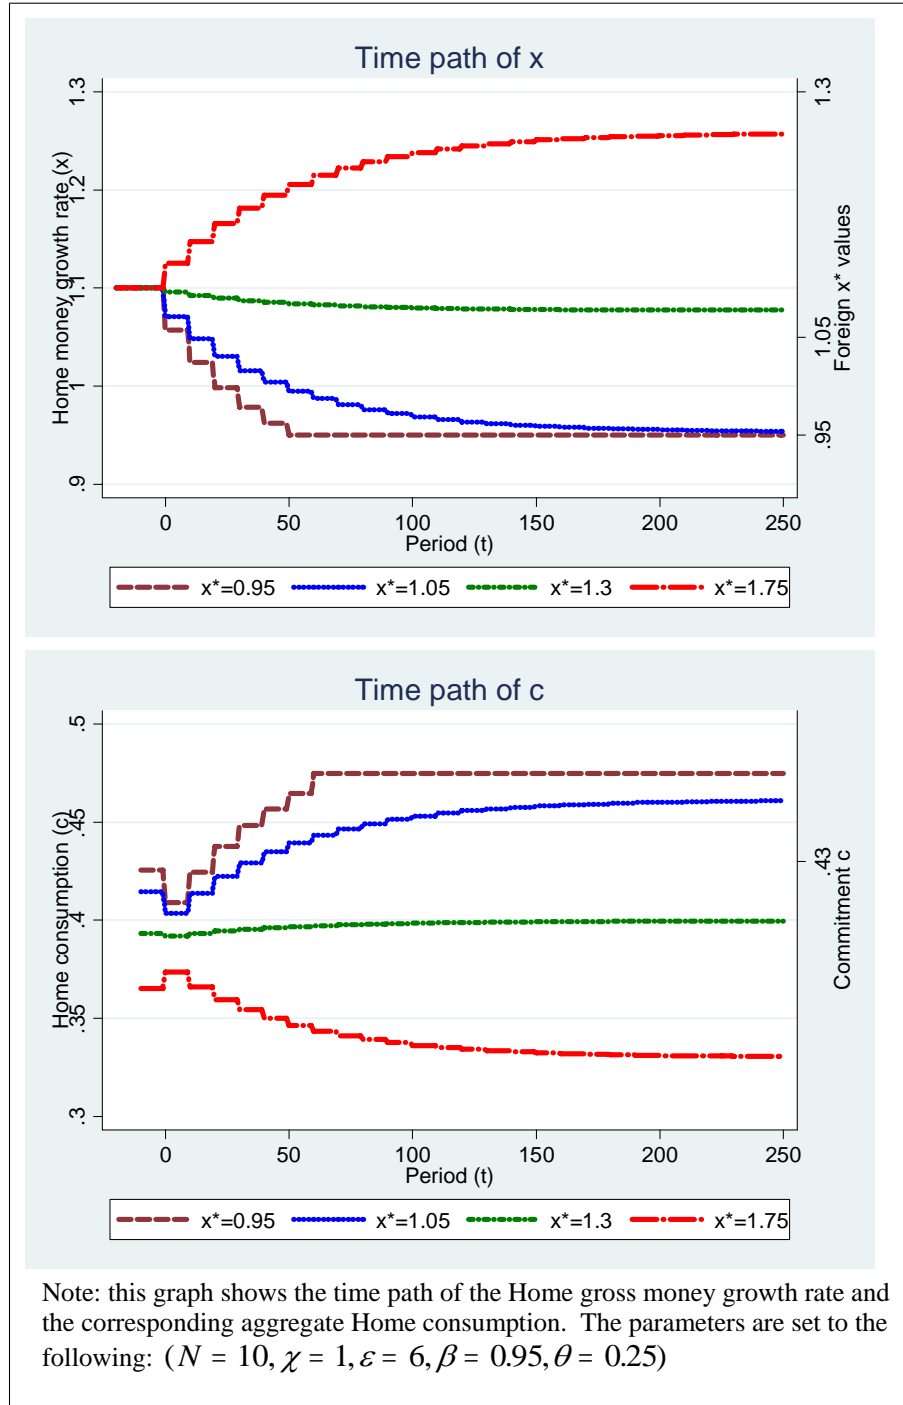 Time path of x
Home money growth rate (x)
1.3
1.2
1.1
1
.9
1.3
1.05
.95
Foreign x* values
0 50 100 150 200 250
Period (t)
x*=0.95 x*=1.05 x*=1.3 x*=1.75
Time path of c
Home consumption (c)
.5
.45
.4
.35
.3
.43
Commitment c
0 50 100 150 200 250
Period (t)
x*=0.95 x*=1.05 x*=1.3 x*=1.75
Note: this graph shows the time path of the Home gross money growth rate and
the corresponding aggregate Home consumption. The parameters are set to the
following: (N = 10, χ = 1, ε = 6, β = 0.95, θ = 0.25)